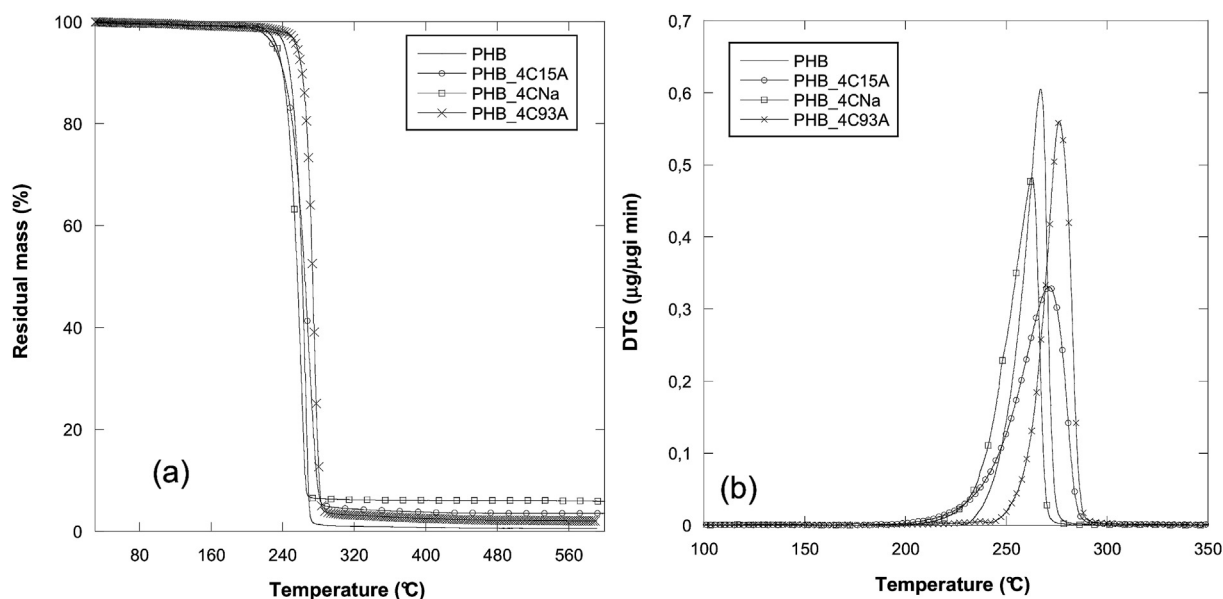 100
80
60
40
20
0
Residual mass (%)
PHB
PHB_4C15A
PHB_4CNa
PHB_4C93A
(a)
80 160 240 320 400 480 560
Temperature (°C)
0,7
0,6
0,5
0,4
0,3
0,2
0,1
0
DTG (µg/µgi min)
PHB
PHB_4C15A
PHB_4CNa
PHB_4C93A
(b)
100 150 200 250 300 350
Temperature (°C)